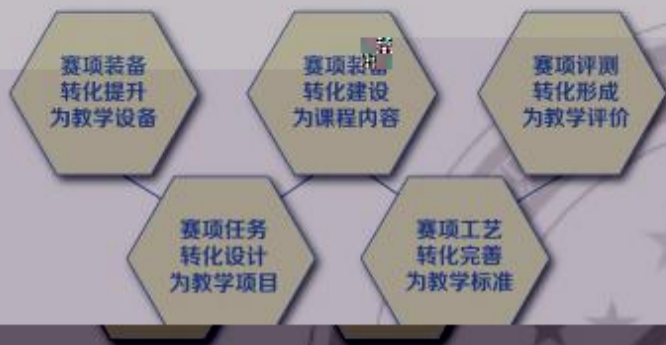 赛项装备
转化提升
为教学设备
赛项装备
转化建设
为课程内容
赛项评测
转化形成
为教学评价
赛项任务
转化设计
为教学项目
赛项工艺
转化完善
为教学标准